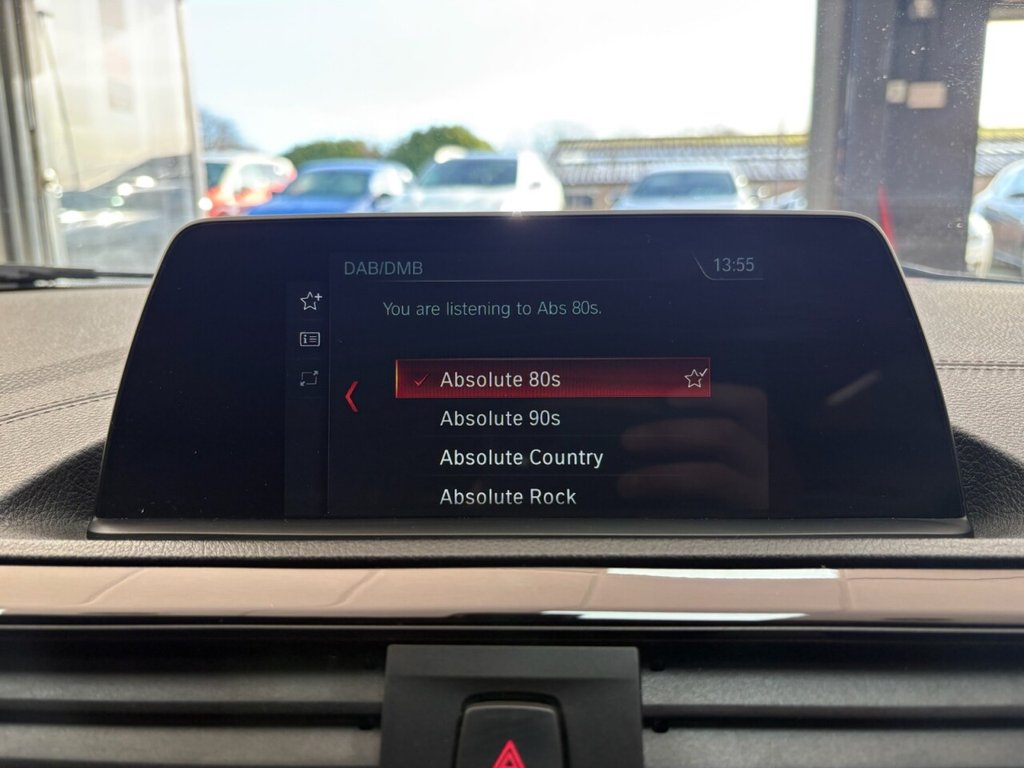 DAB/DMB
13:55
You are listening to Abs 80s.
Absolute 80s
Absolute 90s
Absolute Country
Absolute Rock